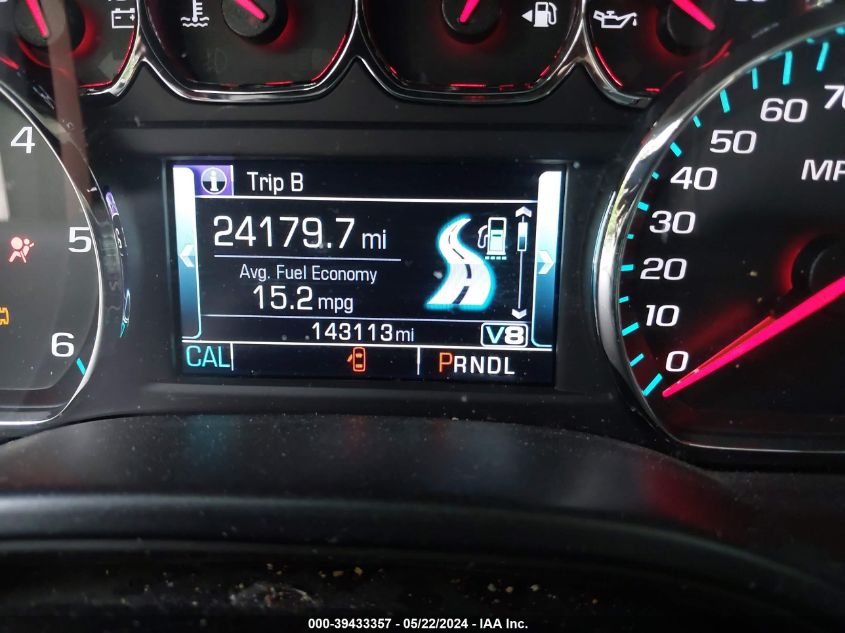 Trip B
24179.7 mi
Avg. Fuel Economy
15.2 mpg
143113 mi
V8
CAL
PRNDL
4
5
6
0
10
20
30
40
50
60
000-39433357 - 05/22/2024 - IAA Inc.